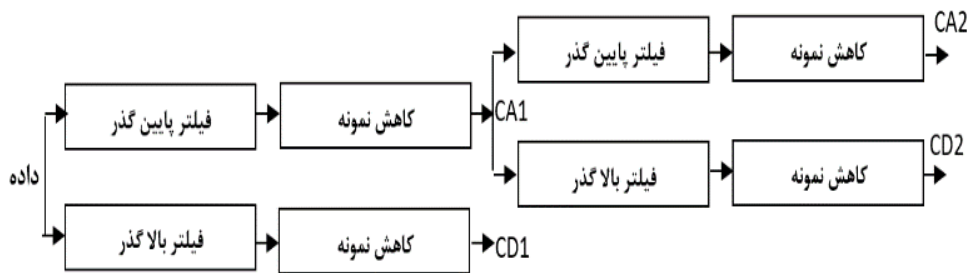 داده
فیلتر پایین گذر
کاهش نمونه
CA1
فیلتر پایین گذر
کاهش نمونه
CA2
فیلتر بالا گذر
کاهش نمونه
CD2
فیلتر بالا گذر
کاهش نمونه
CD1